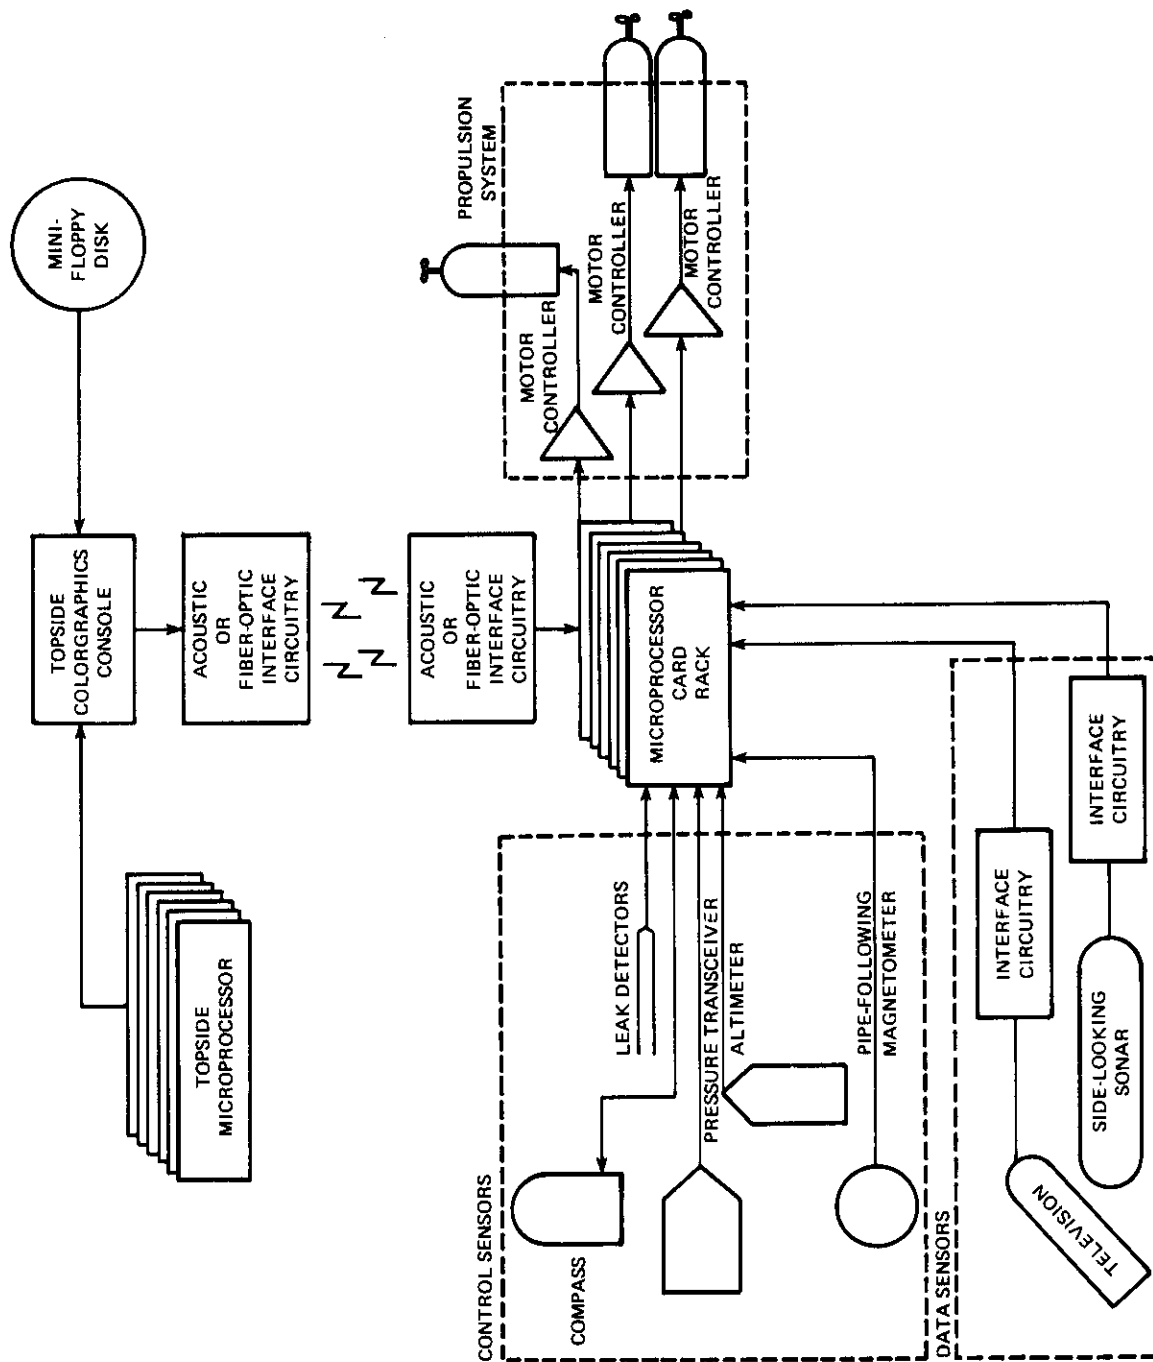 MINI-
FLOPPY
DISK
TOPSIDE
COLORGRAPHICS
CONSOLE
TOPSIDE
MICROPROCESSOR
ACOUSTIC
OR
FIBER-OPTIC
INTERFACE
CIRCUITRY
ACOUSTIC
OR
FIBER-OPTIC
INTERFACE
CIRCUITRY
PROPULSION
SYSTEM
MOTOR
CONTROLLER
MOTOR
CONTROLLER
MOTOR
CONTROLLER
MICROPROCESSOR
CARD
RACK
CONTROL SENSORS
COMPASS
LEAK DETECTORS
PRESSURE TRANSCEIVER
ALTIMETER
PIPE-FOLLOWING
MAGNETOMETER
DATA SENSORS
TELEVISION
INTERFACE
CIRCUITRY
SIDE-LOOKING
SONAR
INTERFACE
CIRCUITRY